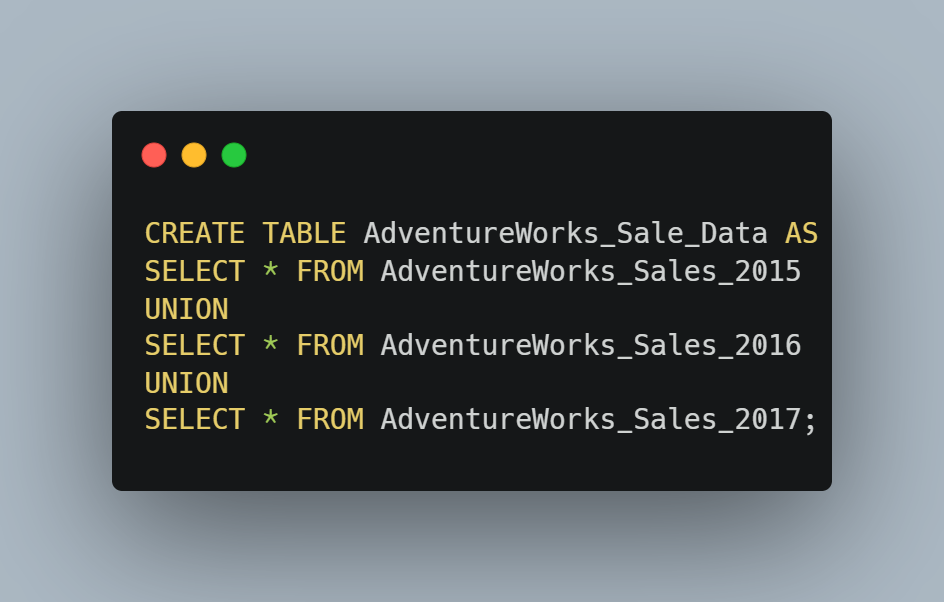 CREATE TABLE AdventureWorks_Sale_Data AS
SELECT * FROM AdventureWorks_Sales_2015
UNION
SELECT * FROM AdventureWorks_Sales_2016
UNION
SELECT * FROM AdventureWorks_Sales_2017;